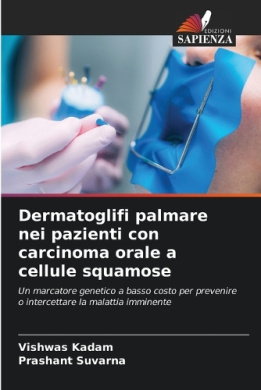 EDIZIONI
SAPIENZA
Dermatoglifi palmare
nei pazienti con
carcinoma orale a
cellule squamose
Un marcatore genetico a basso costo per prevenire
o intercettare la malattia imminente
Vishwas Kadam
Prashant Suvarna